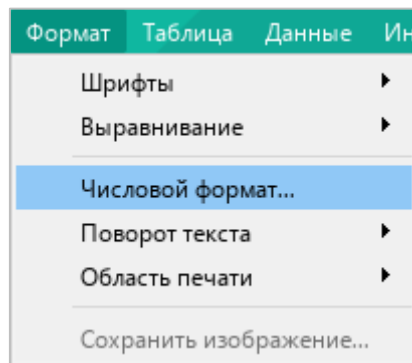 Формат Таблица Данные Ин
Шрифты
Выравнивание
Числовой формат...
Поворот текста
Область печати
Сохранить изображение...